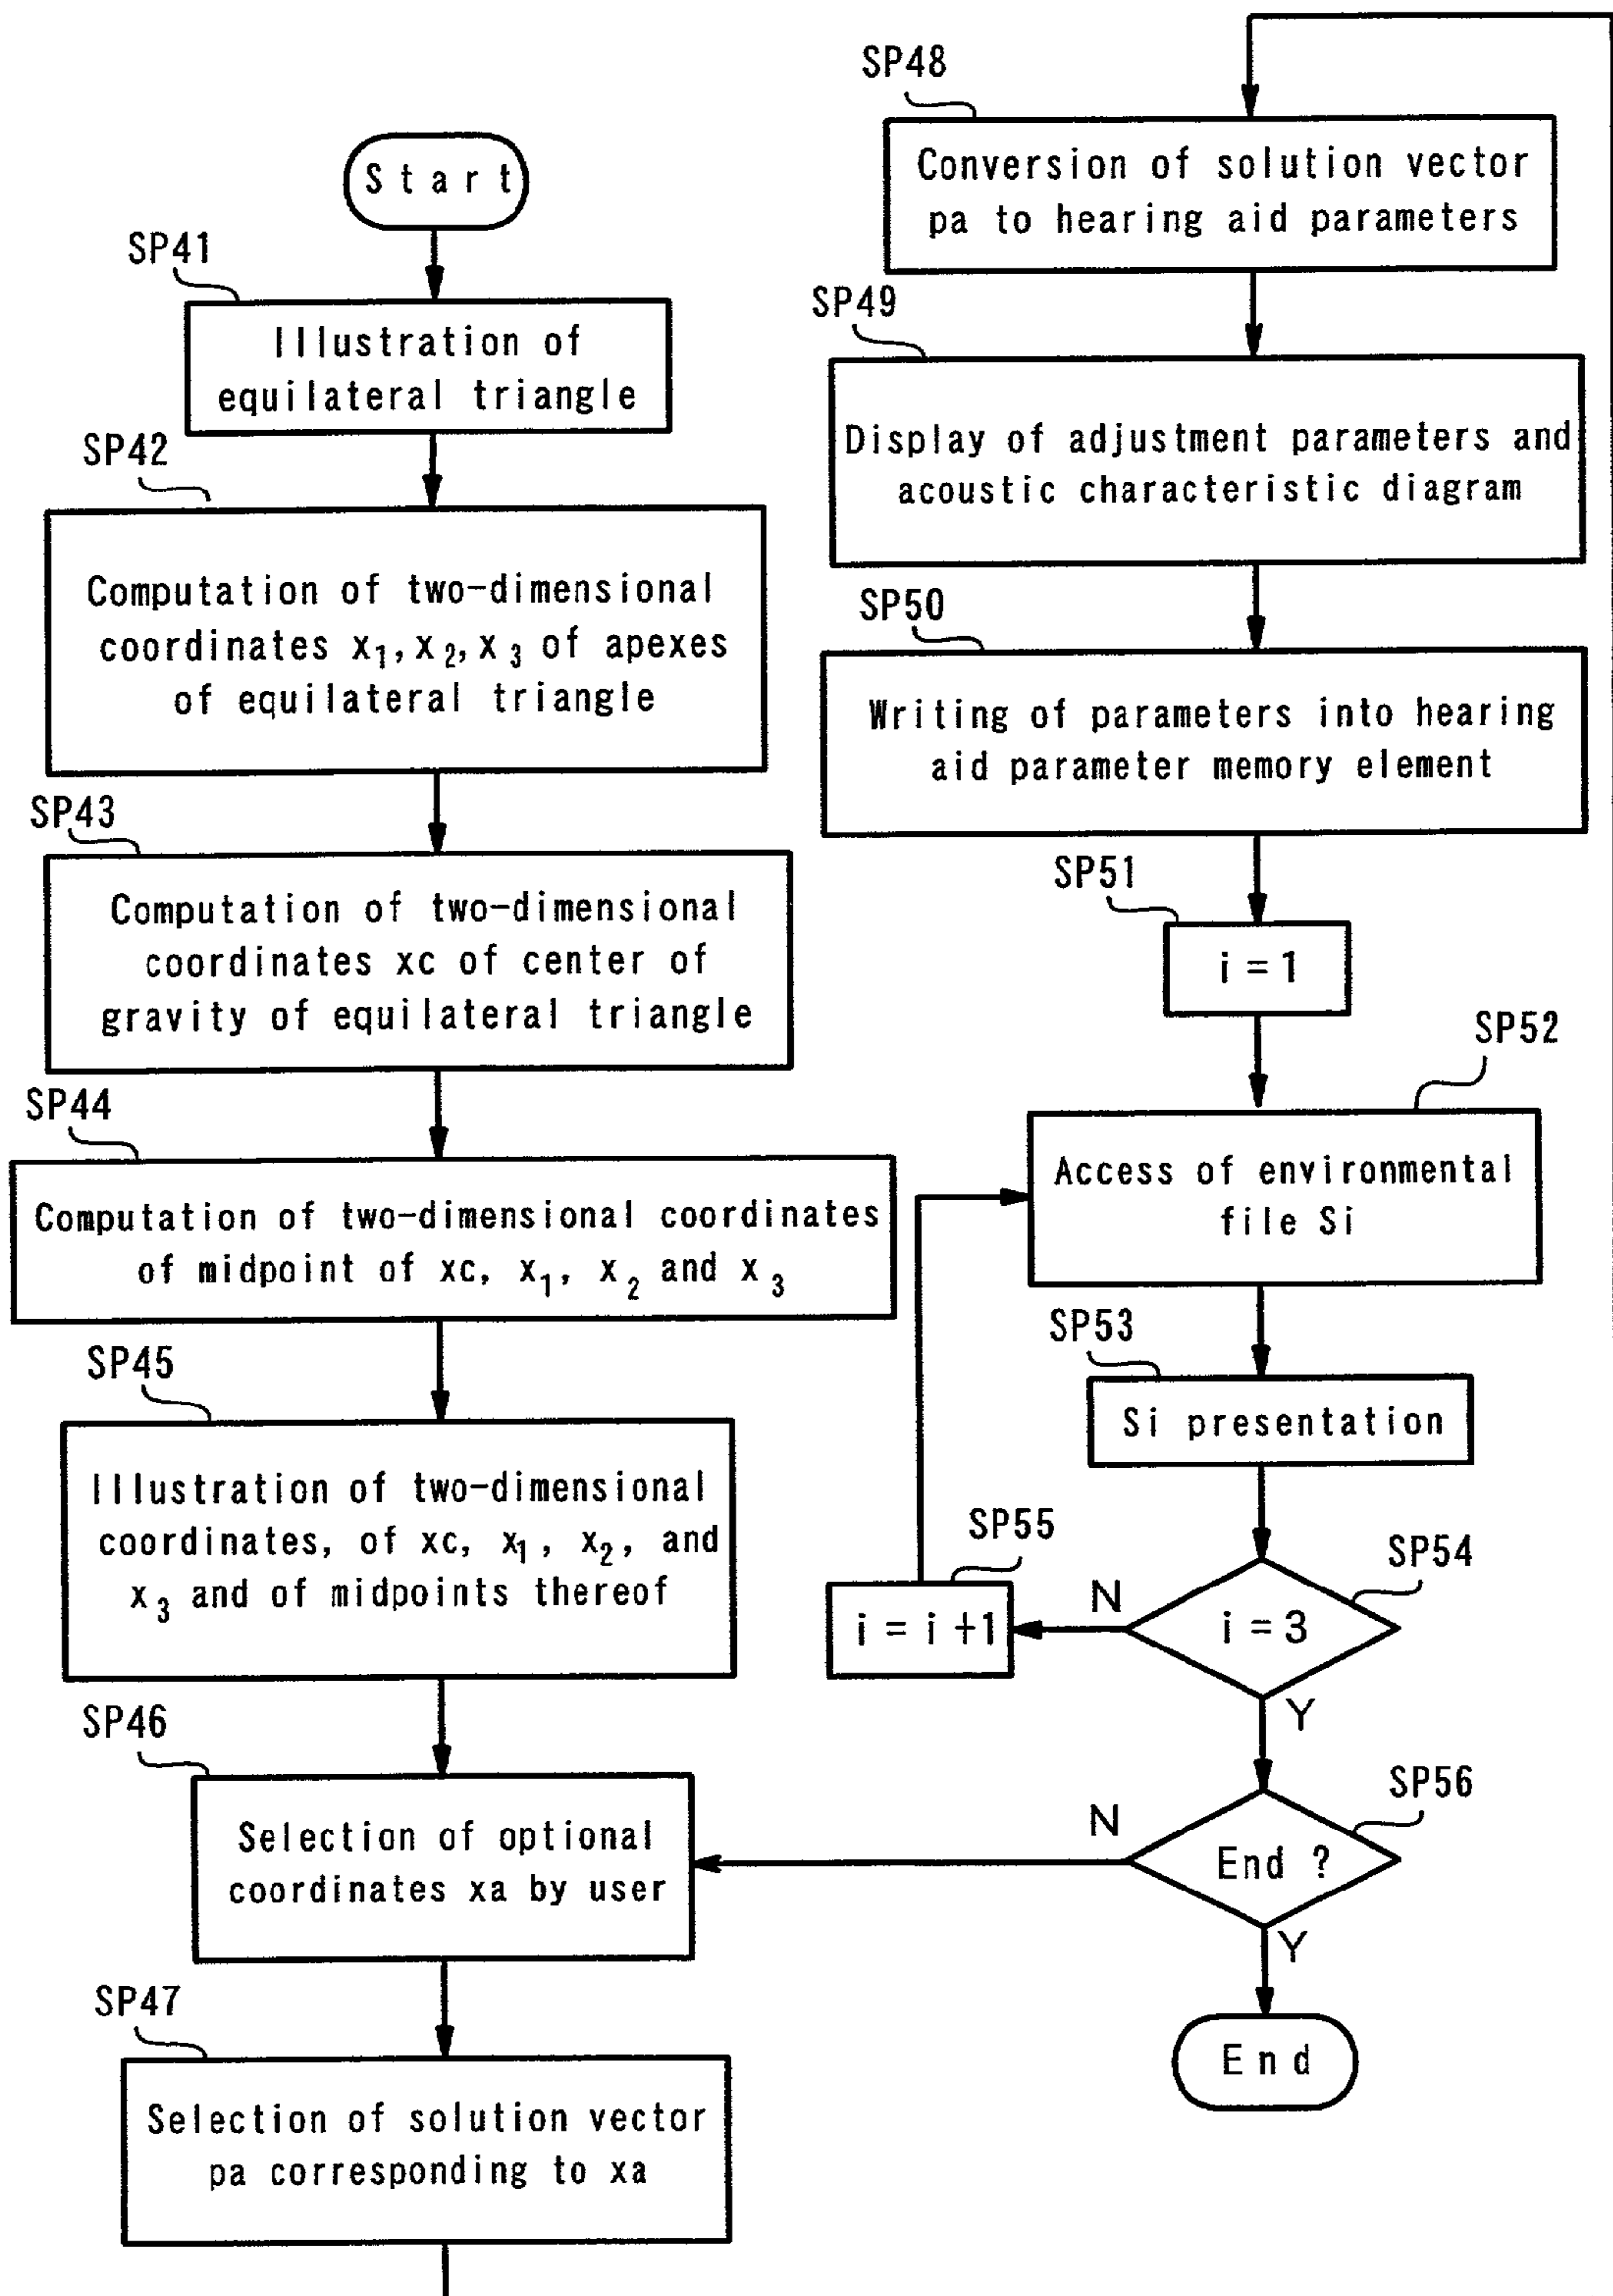 Start
SP41
Illustration of
equilateral triangle
SP42
Computation of two-dimensional
coordinates x₁, x₂, x₃ of apexes
of equilateral triangle
SP43
Computation of two-dimensional
coordinates xc of center of
gravity of equilateral triangle
SP44
Computation of two-dimensional coordinates
of midpoint of xc, x₁, x₂ and x₃
SP45
Illustration of two-dimensional
coordinates, of xc, x₁, x₂, and
x₃ and of midpoints thereof
SP46
Selection of optional
coordinates xa by user
SP47
Selection of solution vector
pa corresponding to xa
SP48
Conversion of solution vector
pa to hearing aid parameters
SP49
Display of adjustment parameters and
acoustic characteristic diagram
SP50
Writing of parameters into hearing
aid parameter memory element
SP51
i = 1
SP52
Access of environmental
file Si
SP53
Si presentation
SP54
i = 3
N
SP55
i = i +1
Y
SP56
End ?
N
Y
End